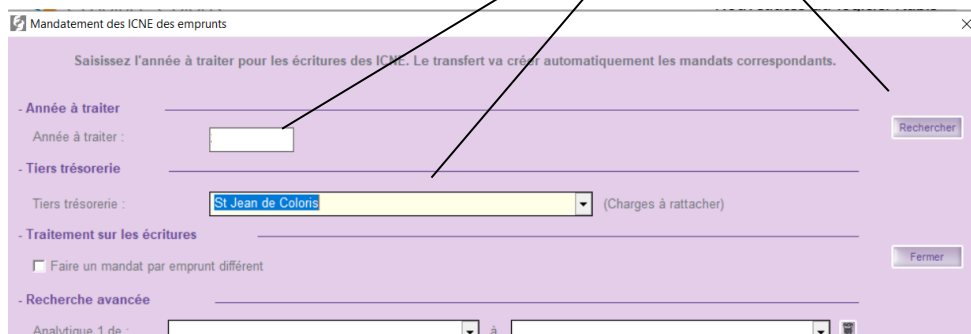 Mandatement des ICNE des emprunts
Saisissez l'année à traiter pour les écritures des ICNE. Le transfert va créer automatiquement les mandats correspondants.
- Année à traiter
Année à traiter :
Rechercher
- Tiers trésorerie
Tiers trésorerie :
St Jean de Coloris
(Charges à rattacher)
- Traitement sur les écritures
Faire un mandat par emprunt différent
Fermer
- Recherche avancée
Analytique 1 de :
à